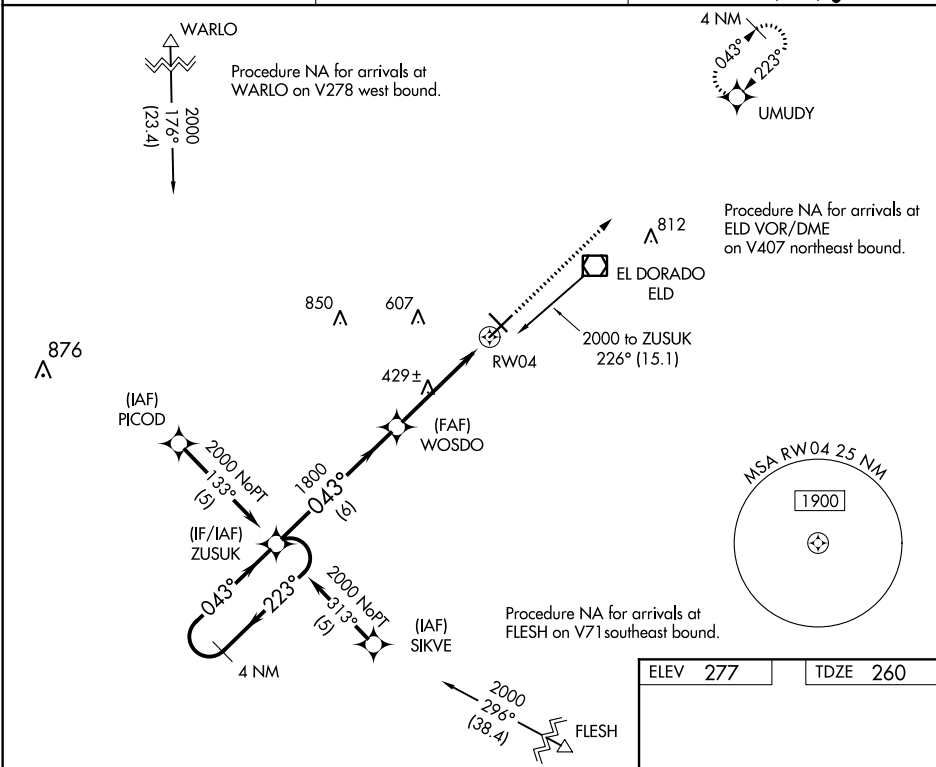 WARLO
2000
176°
(23.4)
Procedure NA for arrivals at
WARLO on V278 west bound.
4 NM
043°
223°
UMUDY
Procedure NA for arrivals at
ELD VOR/DME
on V407 northeast bound.
812
EL DORADO
ELD
2000 to ZUSUK
226° (15.1)
850
607
RW04
429±
876
(IAF)
PICOD
2000 NoPT
133°
(5)
(FAF)
WOSDO
1800
043°
(6)
(IF/IAF)
ZUSUK
043°
223°
4 NM
2000 NoPT
313°
(5)
(IAF)
SIKVE
MSA RW04 25 NM
1900
Procedure NA for arrivals at
FLESH on V71southeast bound.
2000
296°
(38.4)
FLESH
ELEV 277
TDZE 260